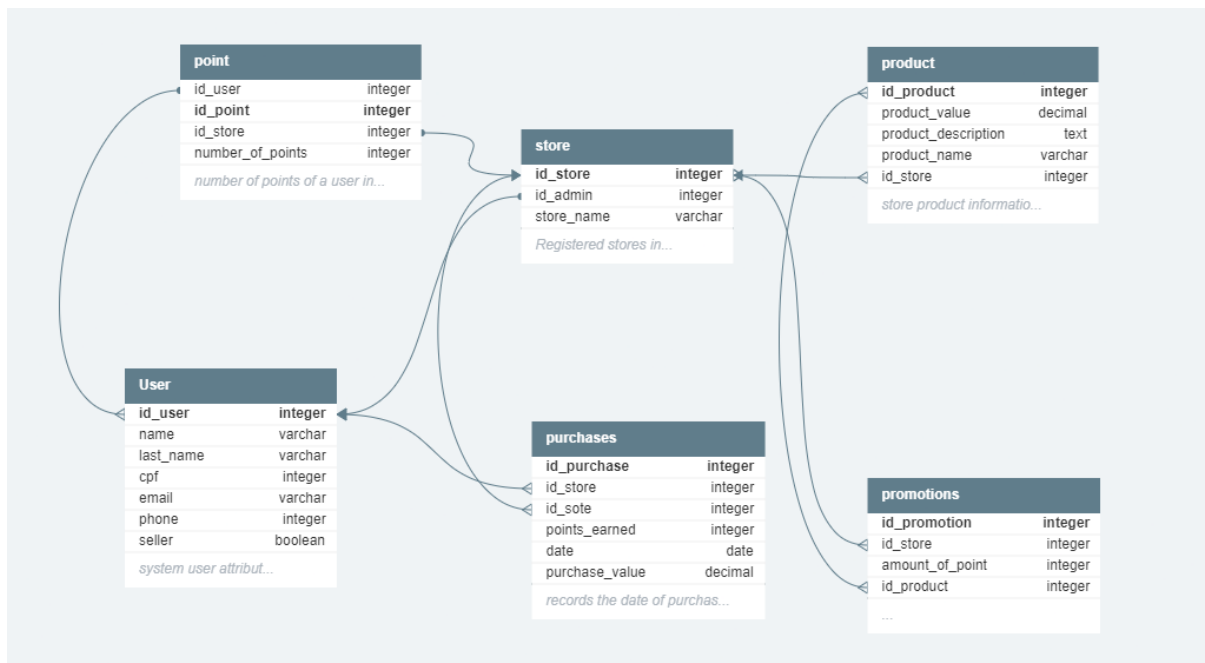 point
id_user integer
id_point integer
id_store integer
number_of_points integer
number of points of a user in...
store
id_store integer
id_admin integer
store_name varchar
Registered stores in...
product
id_product integer
product_value decimal
product_description text
product_name varchar
id_store integer
store product informatio...
User
id_user integer
name varchar
last_name varchar
cpf integer
email varchar
phone integer
seller boolean
system user attribut...
purchases
id_purchase integer
id_store integer
id_sote integer
points_earned integer
date date
purchase_value decimal
records the date of purchas...
promotions
id_promotion integer
id_store integer
amount_of_point integer
id_product integer
...